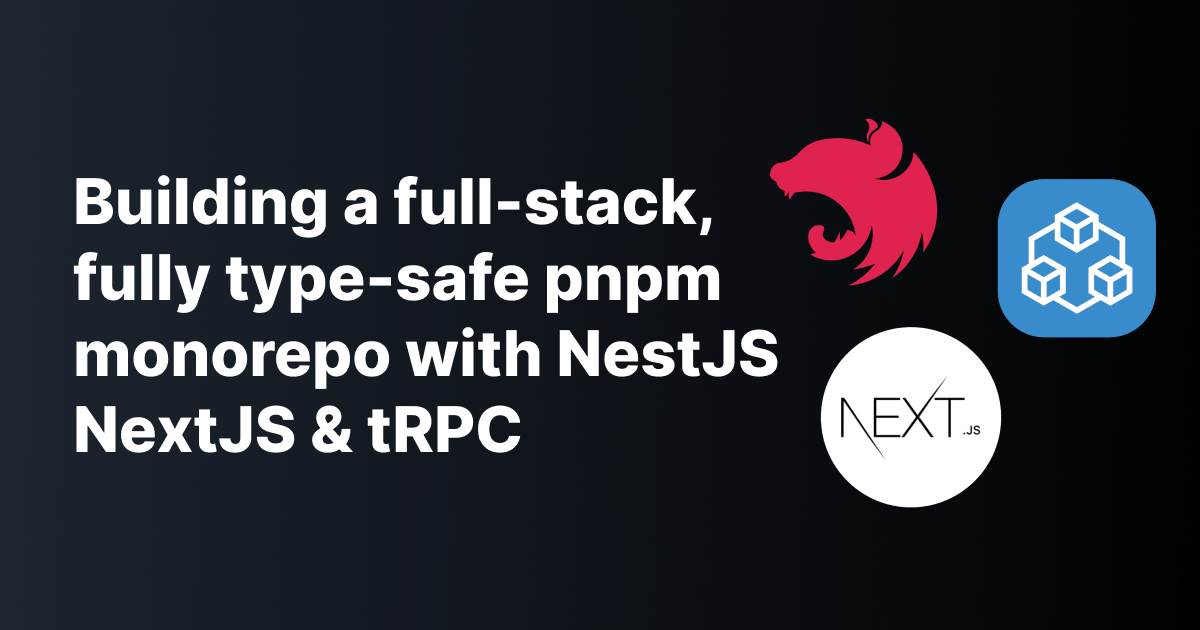 Building a full-stack,
fully type-safe pnpm
monorepo with NestJS
NextJS & tRPC
NEXT.JS